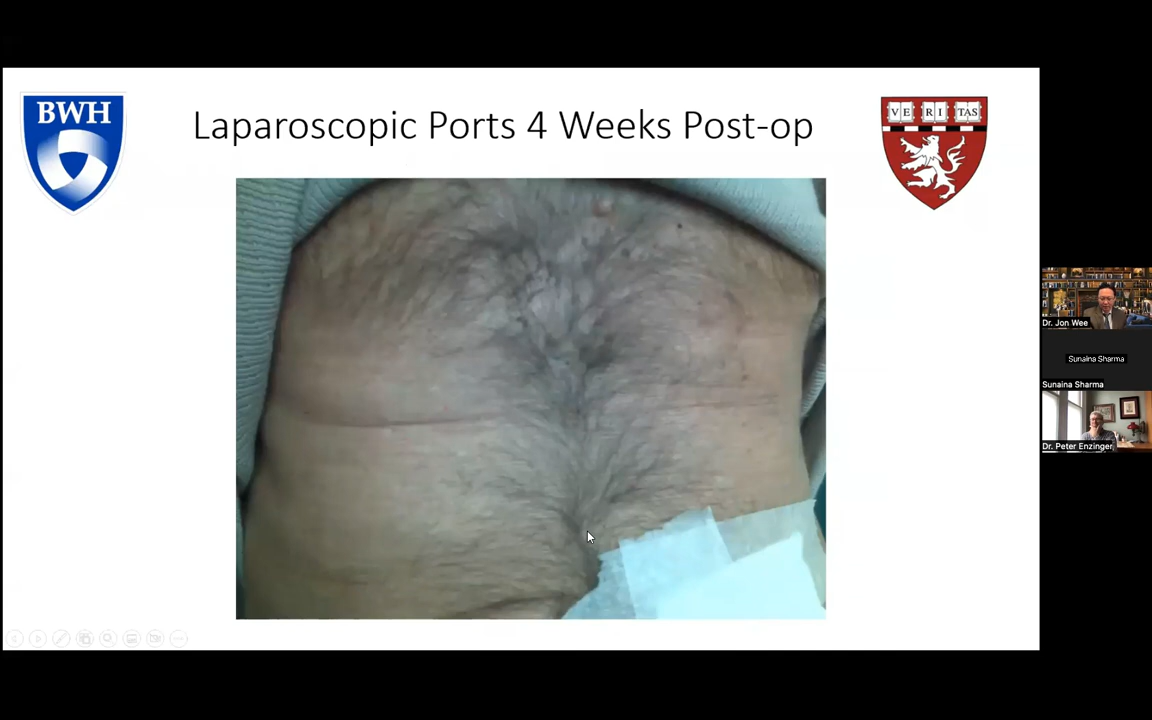 BWH
Laparoscopic Ports 4 Weeks Post-op
VE RI TAS
Dr. Jon Wee
Sunaina Sharma
Sunaina Sharma
Dr. Peter Enzinger